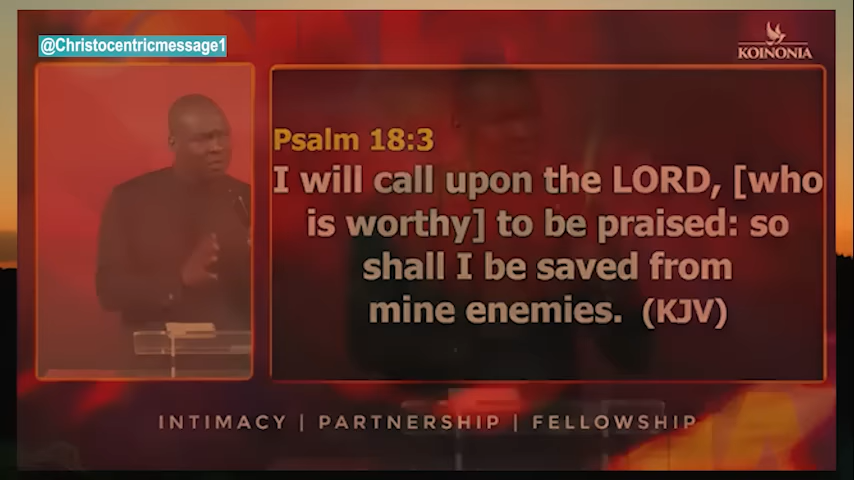 @Christocentricmessage1
KOINONIA
Psalm 18:3
I will call upon the LORD, [who
is worthy] to be praised: so
shall I be saved from
mine enemies. (KJV)
INTIMACY | PARTNERSHIP | FELLOWSHIP